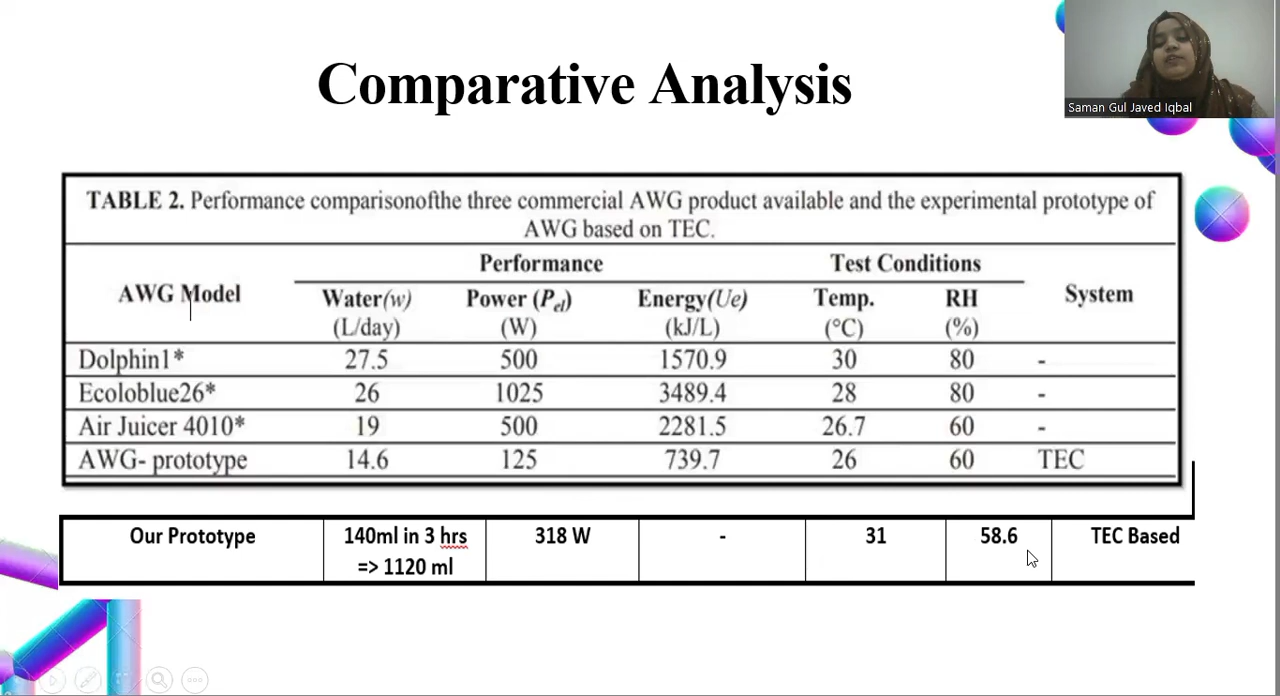 Comparative Analysis
Saman Gul Javed Iqbal
TABLE 2. Performance comparisonofthe three commercial AWG product available and the experimental prototype of
AWG based on TEC.
AWG Model Performance Test Conditions System
Water(w) Power (Pel) Energy(Ue) Temp. RH
(L/day) (W) (kJ/L) (°C) (%)
Dolphin1* 27.5 500 1570.9 30 80 -
Ecoloblue26* 26 1025 3489.4 28 80 -
Air Juicer 4010* 19 500 2281.5 26.7 60 -
AWG- prototype 14.6 125 739.7 26 60 TEC
Our Prototype 140ml in 3 hrs 318 W - 31 58.6 TEC Based
=> 1120 ml